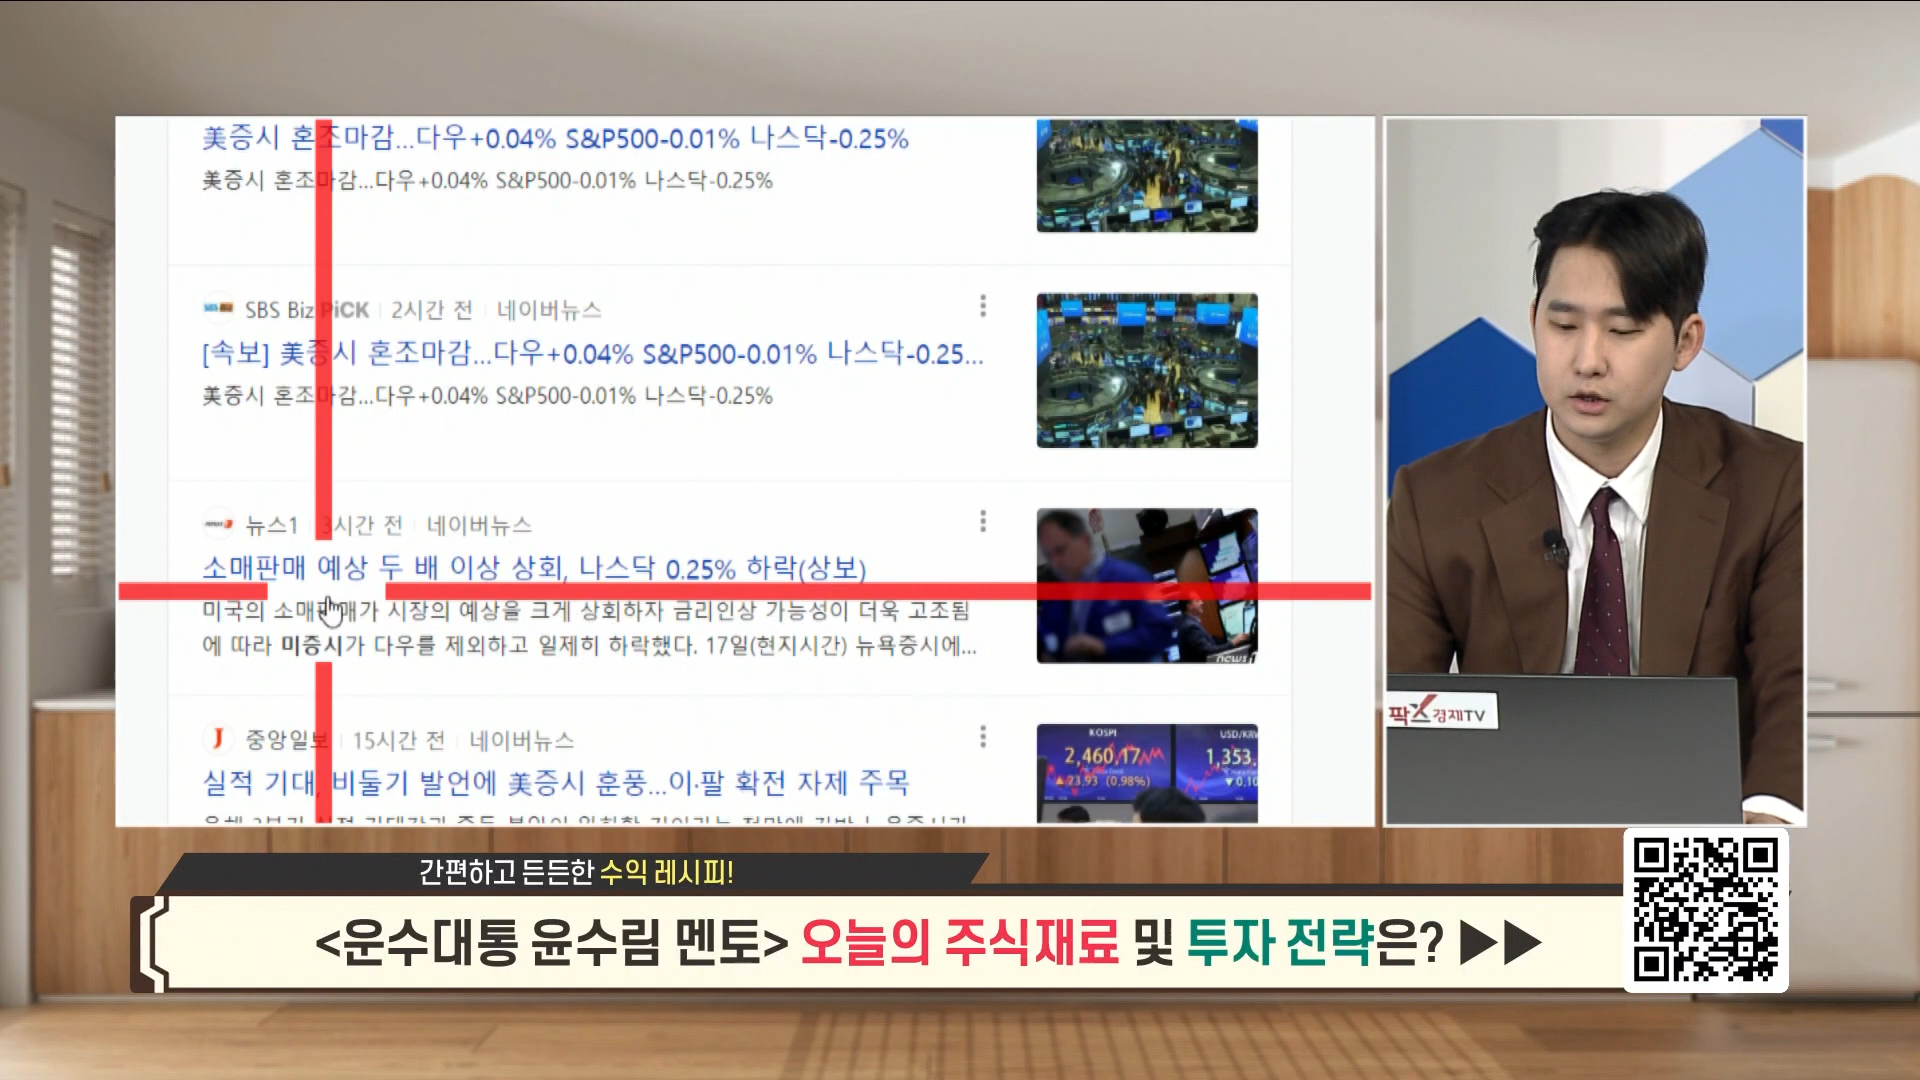 美증시 혼조마감...다우+0.04% S&P500-0.01% 나스닥-0.25%
美증시 혼조마감...다우+0.04% S&P500-0.01% 나스닥-0.25%
SBS Biz PiCK 2시간 전 네이버뉴스
[속보] 美증시 혼조마감...다우+0.04% S&P500-0.01% 나스닥-0.25...
美증시 혼조마감...다우+0.04% S&P500-0.01% 나스닥-0.25%
뉴스1 3시간 전 네이버뉴스
소매판매 예상 두 배 이상 상회, 나스닥 0.25% 하락(상보)
미국의 소매판매가 시장의 예상을 크게 상회하자 금리인상 가능성이 더욱 고조됨
에 따라 미증시가 다우를 제외하고 일제히 하락했다. 17일(현지시간) 뉴욕증시에...
news1
중앙일보 15시간 전 네이버뉴스
실적 기대, 비둘기 발언에 美증시 훈풍...이·팔 확전 자제 주목
KOSPI
2,460.17
▲23.93 (0.98%)
USD/KRW
1,353.
▼0.10
팍스경제TV
간편하고 든든한 수익 레시피!
<운수대통 윤수림 멘토> 오늘의 주식재료 및 투자 전략은? ▶▶